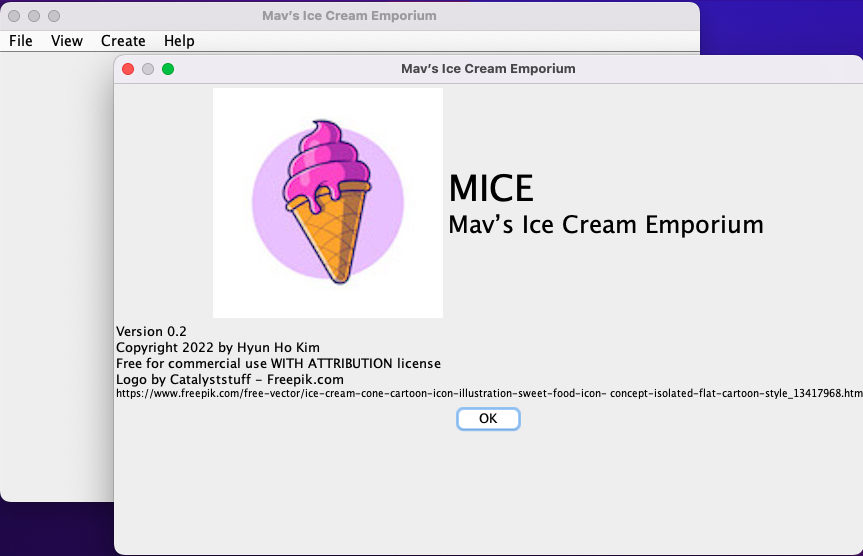 Mav's Ice Cream Emporium
File View Create Help
Mav's Ice Cream Emporium
MICE
Mav's Ice Cream Emporium
Version 0.2
Copyright 2022 by Hyun Ho Kim
Free for commercial use WITH ATTRIBUTION license
Logo by Catalyststuff - Freepik.com
https://www.freepik.com/free-vector/ice-cream-cone-cartoon-icon-illustration-sweet-food-icon- concept-isolated-flat-cartoon-style_13417968.htm
OK